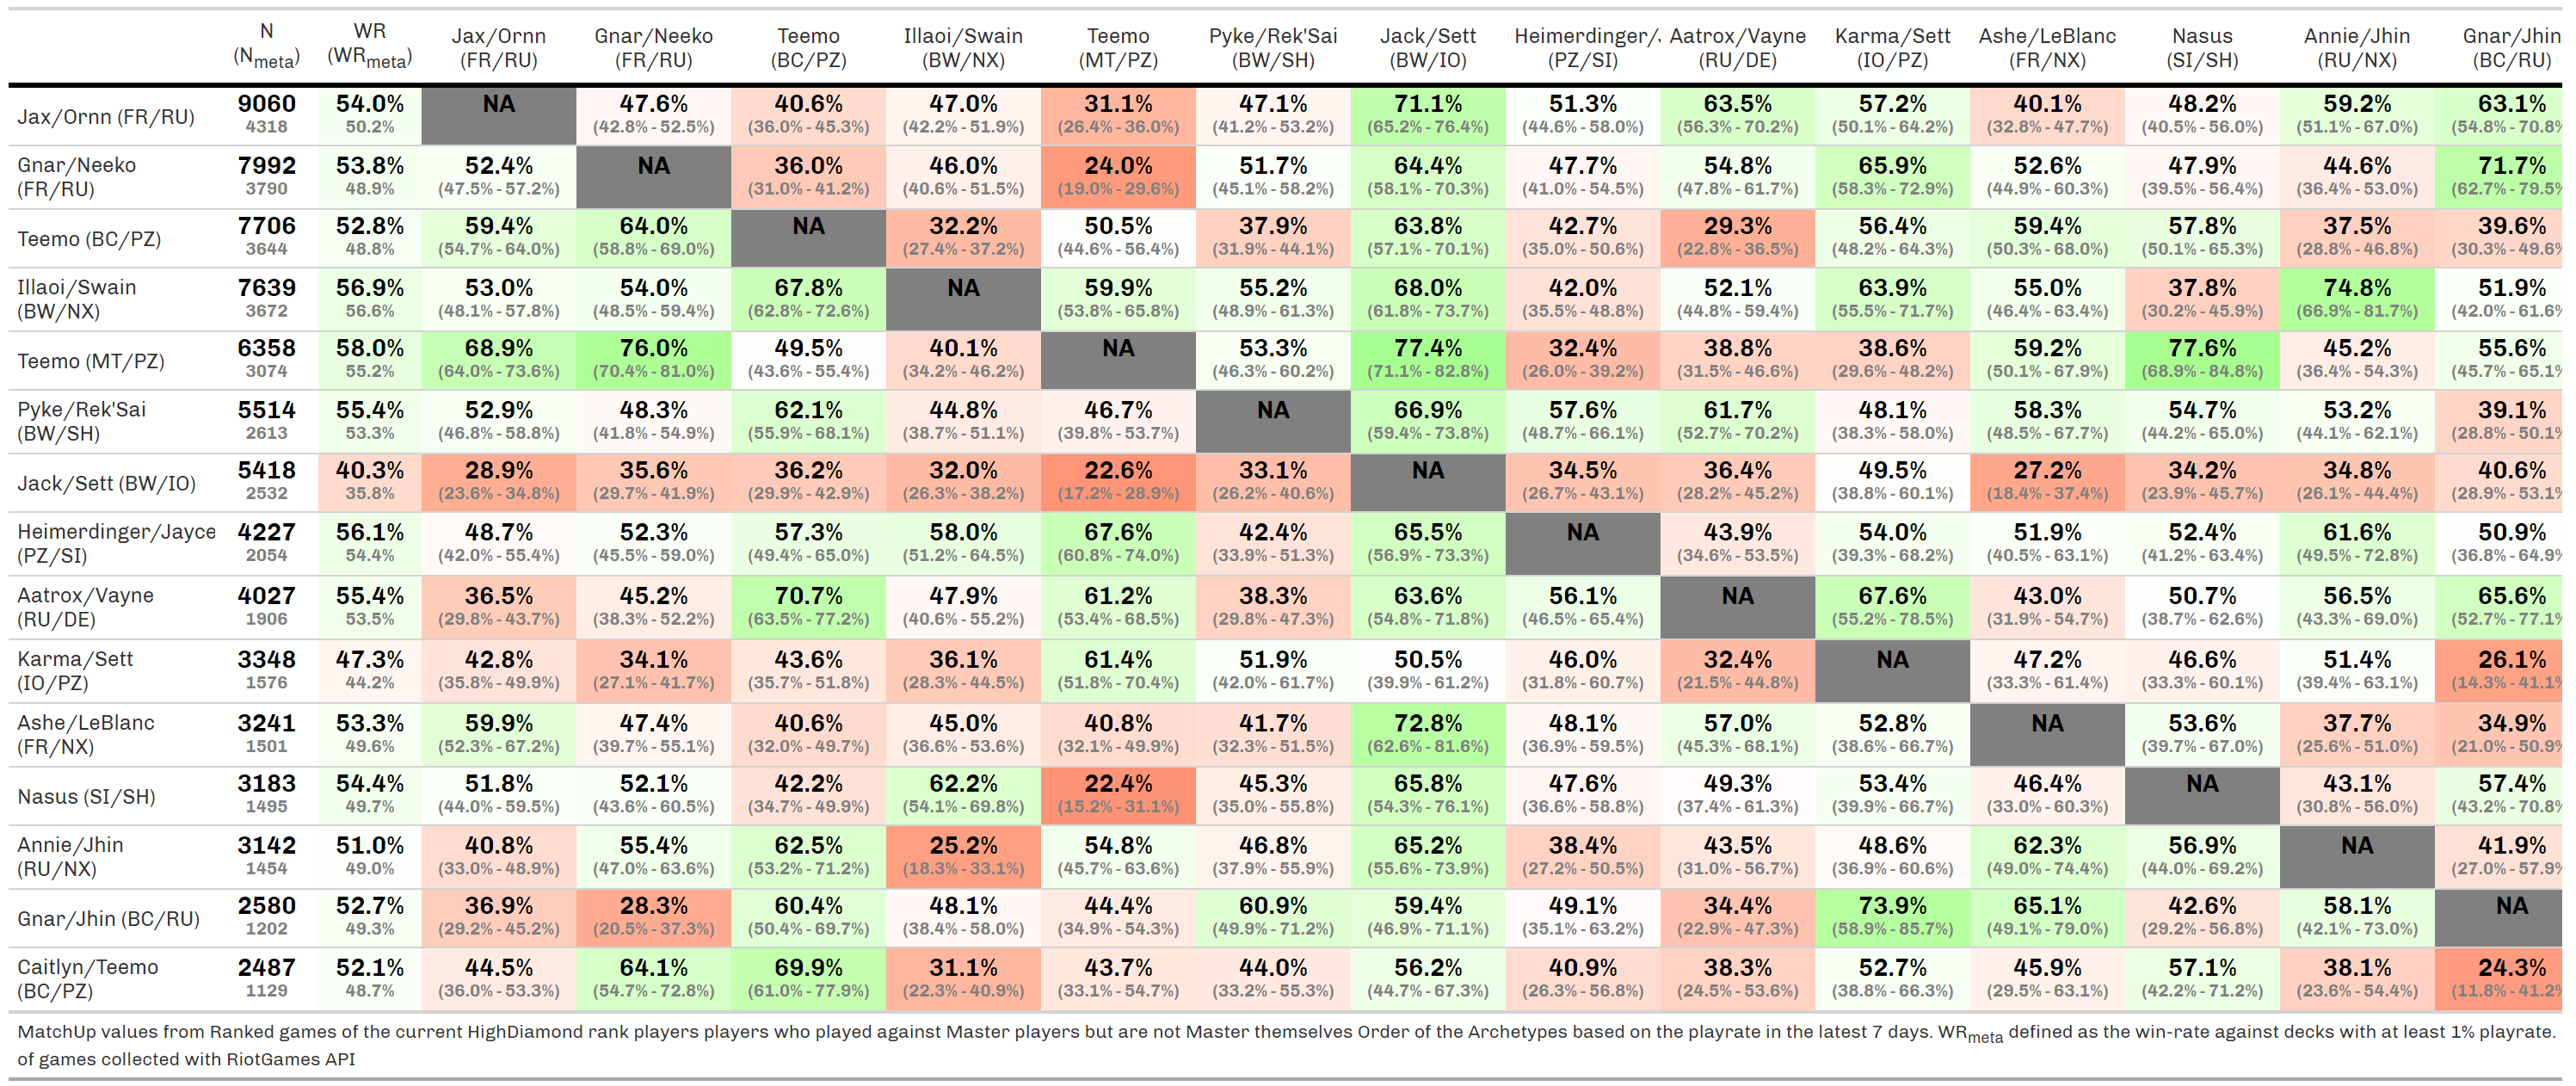 N WR Jax/Ornn Gnar/Neeko Teemo Illaoi/Swain Teemo Pyke/Rek'Sai Jack/Sett Heimerdinger/ Aatrox/Vayne Karma/Sett Ashe/LeBlanc Nasus Annie/Jhin Gnar/Jhin
(Nmeta) (WRmeta) (FR/RU) (FR/RU) (BC/PZ) (BW/NX) (MT/PZ) (BW/SH) (BW/IO) (PZ/SI) (RU/DE) (IO/PZ) (FR/NX) (SI/SH) (RU/NX) (BC/RU)
Jax/Ornn (FR/RU) 9060 54.0% NA 47.6% 40.6% 47.0% 31.1% 47.1% 71.1% 51.3% 63.5% 57.2% 40.1% 48.2% 59.2% 63.1%
4318 50.2% (42.8% - 52.5%) (36.0% - 45.3%) (42.2% - 51.9%) (26.4% - 36.0%) (41.2% - 53.2%) (65.2% - 76.4%) (44.6% - 58.0%) (56.3% - 70.2%) (50.1% - 64.2%) (32.8% - 47.7%) (40.5% - 56.0%) (51.1% - 67.0%) (54.8% - 70.8%
Gnar/Neeko 7992 53.8% 52.4% NA 36.0% 46.0% 24.0% 51.7% 64.4% 47.7% 54.8% 65.9% 52.6% 47.9% 44.6% 71.7%
(FR/RU) 3790 48.9% (47.5% - 57.2%) (31.0% - 41.2%) (40.6% - 51.5%) (19.0% - 29.6%) (45.1% - 58.2%) (58.1% - 70.3%) (41.0% - 54.5%) (47.8% - 61.7%) (58.3% - 72.9%) (44.9% - 60.3%) (39.5% - 56.4%) (36.4% - 53.0%) (62.7% - 79.5%
Teemo (BC/PZ) 7706 52.8% 59.4% 64.0% NA 32.2% 50.5% 37.9% 63.8% 42.7% 29.3% 56.4% 59.4% 57.8% 37.5% 39.6%
3644 48.8% (54.7% - 64.0%) (58.8% - 69.0%) (27.4% - 37.2%) (44.6% - 56.4%) (31.9% - 44.1%) (57.1% - 70.1%) (35.0% - 50.6%) (22.8% - 36.5%) (48.2% - 64.3%) (50.3% - 68.0%) (50.1% - 65.3%) (28.8% - 46.8%) (30.3% - 49.6%
Illaoi/Swain 7639 56.9% 53.0% 54.0% 67.8% NA 59.9% 55.2% 68.0% 42.0% 52.1% 63.9% 55.0% 37.8% 74.8% 51.9%
(BW/NX) 3672 56.6% (48.1% - 57.8%) (48.5% - 59.4%) (62.8% - 72.6%) (53.8% - 65.8%) (48.9% - 61.3%) (61.8% - 73.7%) (35.5% - 48.8%) (44.8% - 59.4%) (55.5% - 71.7%) (46.4% - 63.4%) (30.2% - 45.9%) (66.9% - 81.7%) (42.0% - 61.6%
Teemo (MT/PZ) 6358 58.0% 68.9% 76.0% 49.5% 40.1% NA 53.3% 77.4% 32.4% 38.8% 38.6% 59.2% 77.6% 45.2% 55.6%
3074 55.2% (64.0% - 73.6%) (70.4% - 81.0%) (43.6% - 55.4%) (34.2% - 46.2%) (46.3% - 60.2%) (71.1% - 82.8%) (26.0% - 39.2%) (31.5% - 46.6%) (29.6% - 48.2%) (50.1% - 67.9%) (68.9% - 84.8%) (36.4% - 54.3%) (45.7% - 65.1%
Pyke/Rek'Sai 5514 55.4% 52.9% 48.3% 62.1% 44.8% 46.7% NA 66.9% 57.6% 61.7% 48.1% 58.3% 54.7% 53.2% 39.1%
(BW/SH) 2613 53.3% (46.8% - 58.8%) (41.8% - 54.9%) (55.9% - 68.1%) (38.7% - 51.1%) (39.8% - 53.7%) (59.4% - 73.8%) (48.7% - 66.1%) (52.7% - 70.2%) (38.3% - 58.0%) (48.5% - 67.7%) (44.2% - 65.0%) (44.1% - 62.1%) (28.8% - 50.1%
Jack/Sett (BW/IO) 5418 40.3% 28.9% 35.6% 36.2% 32.0% 22.6% 33.1% NA 34.5% 36.4% 49.5% 27.2% 34.2% 34.8% 40.6%
2532 35.8% (23.6% - 34.8%) (29.7% - 41.9%) (29.9% - 42.9%) (26.3% - 38.2%) (17.2% - 28.9%) (26.2% - 40.6%) (26.7% - 43.1%) (28.2% - 45.2%) (38.8% - 60.1%) (18.4% - 37.4%) (23.9% - 45.7%) (26.1% - 44.4%) (28.9% - 53.1%
Heimerdinger/Jayce 4227 56.1% 48.7% 52.3% 57.3% 58.0% 67.6% 42.4% 65.5% NA 43.9% 54.0% 51.9% 52.4% 61.6% 50.9%
(PZ/SI) 2054 54.4% (42.0% - 55.4%) (45.5% - 59.0%) (49.4% - 65.0%) (51.2% - 64.5%) (60.8% - 74.0%) (33.9% - 51.3%) (56.9% - 73.3%) (34.6% - 53.5%) (39.3% - 68.2%) (40.5% - 63.1%) (41.2% - 63.4%) (49.5% - 72.8%) (36.8% - 64.9%
Aatrox/Vayne 4027 55.4% 36.5% 45.2% 70.7% 47.9% 61.2% 38.3% 63.6% 56.1% NA 67.6% 43.0% 50.7% 56.5% 65.6%
(RU/DE) 1906 53.5% (29.8% - 43.7%) (38.3% - 52.2%) (63.5% - 77.2%) (40.6% - 55.2%) (53.4% - 68.5%) (29.8% - 47.3%) (54.8% - 71.8%) (46.5% - 65.4%) (55.2% - 78.5%) (31.9% - 54.7%) (38.7% - 62.6%) (43.3% - 69.0%) (52.7% - 77.1%
Karma/Sett 3348 47.3% 42.8% 34.1% 43.6% 36.1% 61.4% 51.9% 50.5% 46.0% 32.4% NA 47.2% 46.6% 51.4% 26.1%
(IO/PZ) 1576 44.2% (35.8% - 49.9%) (27.1% - 41.7%) (35.7% - 51.8%) (28.3% - 44.5%) (51.8% - 70.4%) (42.0% - 61.7%) (39.9% - 61.2%) (31.8% - 60.7%) (21.5% - 44.8%) (33.3% - 61.4%) (33.3% - 60.1%) (39.4% - 63.1%) (14.3% - 41.1%
Ashe/LeBlanc 3241 53.3% 59.9% 47.4% 40.6% 45.0% 40.8% 41.7% 72.8% 48.1% 57.0% 52.8% NA 53.6% 37.7% 34.9%
(FR/NX) 1501 49.6% (52.3% - 67.2%) (39.7% - 55.1%) (32.0% - 49.7%) (36.6% - 53.6%) (32.1% - 49.9%) (32.3% - 51.5%) (62.6% - 81.6%) (36.9% - 59.5%) (45.3% - 68.1%) (38.6% - 66.7%) (39.7% - 67.0%) (25.6% - 51.0%) (21.0% - 50.9%
Nasus (SI/SH) 3183 54.4% 51.8% 52.1% 42.2% 62.2% 22.4% 45.3% 65.8% 47.6% 49.3% 53.4% 46.4% NA 43.1% 57.4%
1495 49.7% (44.0% - 59.5%) (43.6% - 60.5%) (34.7% - 49.9%) (54.1% - 69.8%) (15.2% - 31.1%) (35.0% - 55.8%) (54.3% - 76.1%) (36.6% - 58.8%) (37.4% - 61.3%) (39.9% - 66.7%) (33.0% - 60.3%) (30.8% - 56.0%) (43.2% - 70.8%
Annie/Jhin 3142 51.0% 40.8% 55.4% 62.5% 25.2% 54.8% 46.8% 65.2% 38.4% 43.5% 48.6% 62.3% 56.9% NA 41.9%
(RU/NX) 1454 49.0% (33.0% - 48.9%) (47.0% - 63.6%) (53.2% - 71.2%) (18.3% - 33.1%) (45.7% - 63.6%) (37.9% - 55.9%) (55.6% - 73.9%) (27.2% - 50.5%) (31.0% - 56.7%) (36.9% - 60.6%) (49.0% - 74.4%) (44.0% - 69.2%) (27.0% - 57.9%
Gnar/Jhin (BC/RU) 2580 52.7% 36.9% 28.3% 60.4% 48.1% 44.4% 60.9% 59.4% 49.1% 34.4% 73.9% 65.1% 42.6% 58.1% NA
1202 49.3% (29.2% - 45.2%) (20.5% - 37.3%) (50.4% - 69.7%) (38.4% - 58.0%) (34.9% - 54.3%) (49.9% - 71.2%) (46.9% - 71.1%) (35.1% - 63.2%) (22.9% - 47.3%) (58.9% - 85.7%) (49.1% - 79.0%) (29.2% - 56.8%) (42.1% - 73.0%)
Caitlyn/Teemo 2487 52.1% 44.5% 64.1% 69.9% 31.1% 43.7% 44.0% 56.2% 40.9% 38.3% 52.7% 45.9% 57.1% 38.1% 24.3%
(BC/PZ) 1129 48.7% (36.0% - 53.3%) (54.7% - 72.8%) (61.0% - 77.9%) (22.3% - 40.9%) (33.1% - 54.7%) (33.2% - 55.3%) (44.7% - 67.3%) (26.3% - 56.8%) (24.5% - 53.6%) (38.8% - 66.3%) (29.5% - 63.1%) (42.2% - 71.2%) (23.6% - 54.4%) (11.8% - 41.2%
MatchUp values from Ranked games of the current HighDiamond rank players players who played against Master players but are not Master themselves Order of the Archetypes based on the playrate in the latest 7 days. WRmeta defined as the win-rate against decks with at least 1% playrate.
of games collected with RiotGames API